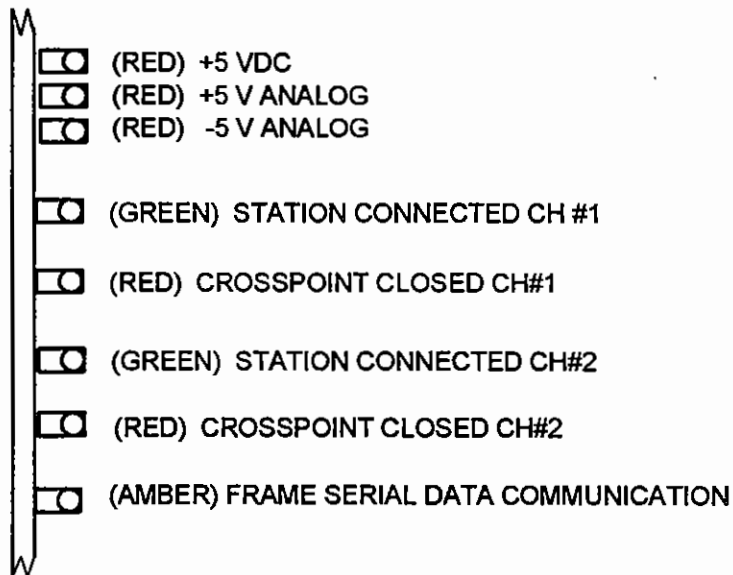 (RED) +5 VDC
(RED) +5 V ANALOG
(RED) -5 V ANALOG
(GREEN) STATION CONNECTED CH #1
(RED) CROSSPOINT CLOSED CH#1
(GREEN) STATION CONNECTED CH#2
(RED) CROSSPOINT CLOSED CH#2
(AMBER) FRAME SERIAL DATA COMMUNICATION